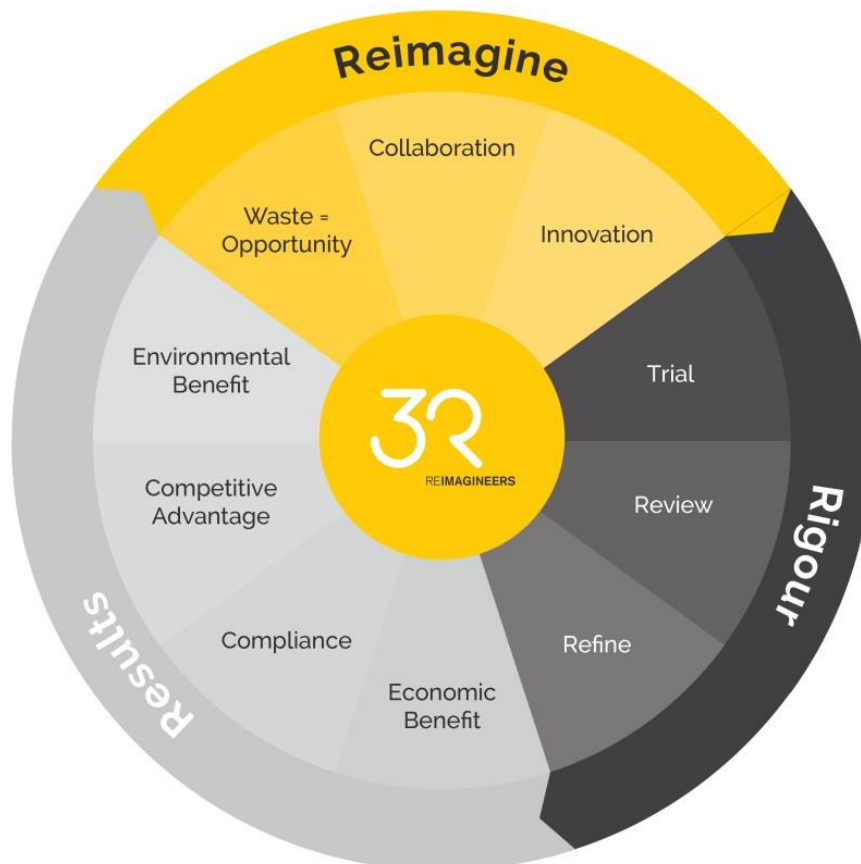 Reimagine
Collaboration
Waste =
Opportunity
Innovation
Environmental
Benefit
Trial
3R
REIMAGINEERS
Competitive
Advantage
Review
Rigour
Results
Compliance
Refine
Economic
Benefit